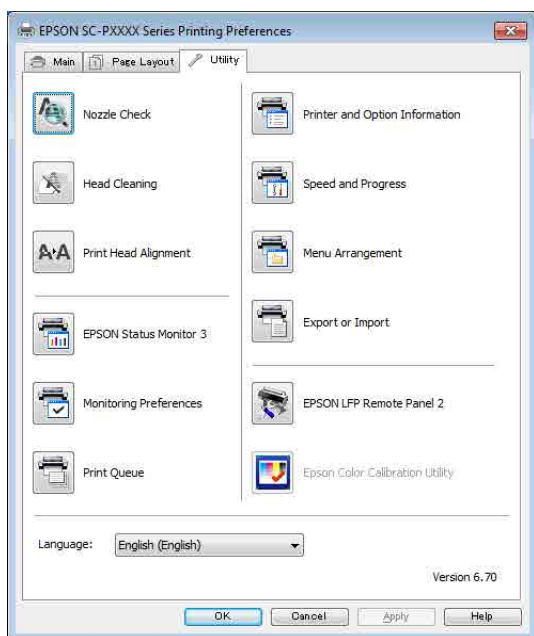 EPSON SC-PXXXX Series Printing Preferences
Main
Page Layout
Utility
Nozzle Check
Head Cleaning
A A
Print Head Alignment
EPSON Status Monitor 3
Monitoring Preferences
Print Queue
Printer and Option Information
Speed and Progress
Menu Arrangement
Export or Import
EPSON LFP Remote Panel 2
Epson Color Calibration Utility
Language: English (English)
Version 6.70
OK
Cancel
Apply
Help